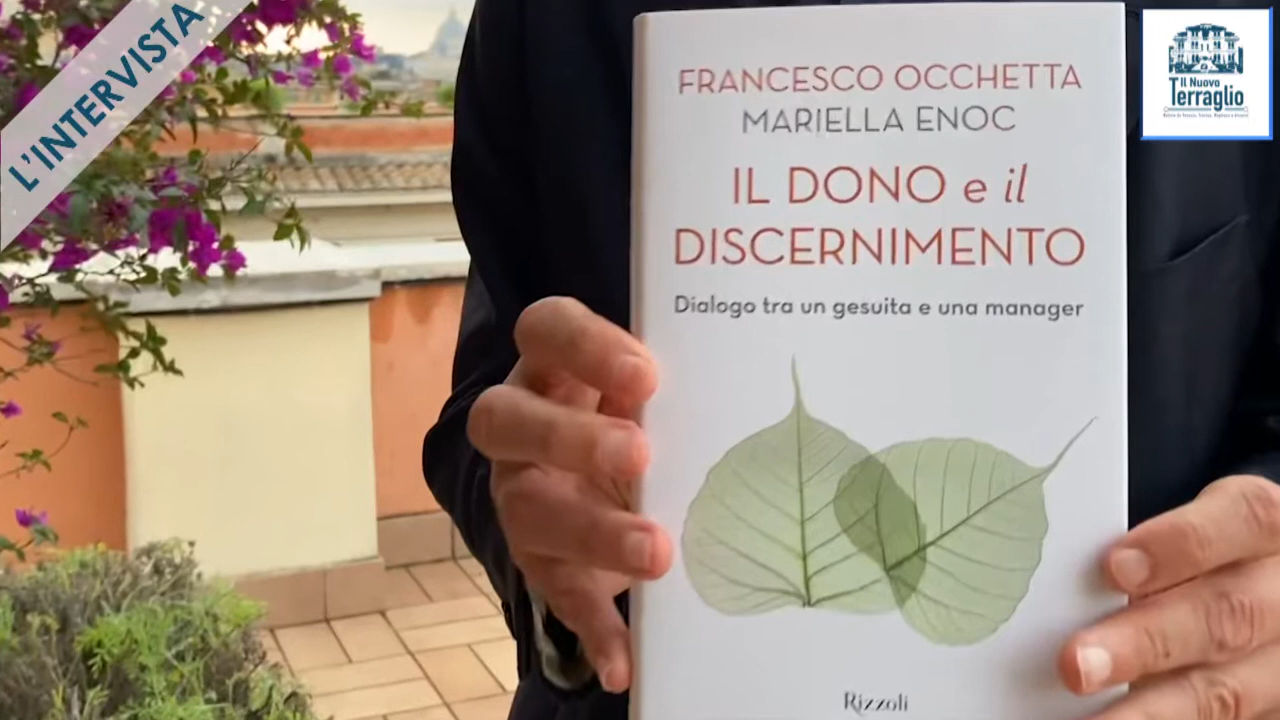 L'INTERVISTA
Il Nuovo
Terraglio
FRANCESCO OCCHETTA
MARIELLA ENOC
IL DONO e il
DISCERNIMENTO
Dialogo tra un gesuita e una manager
Rizzoli